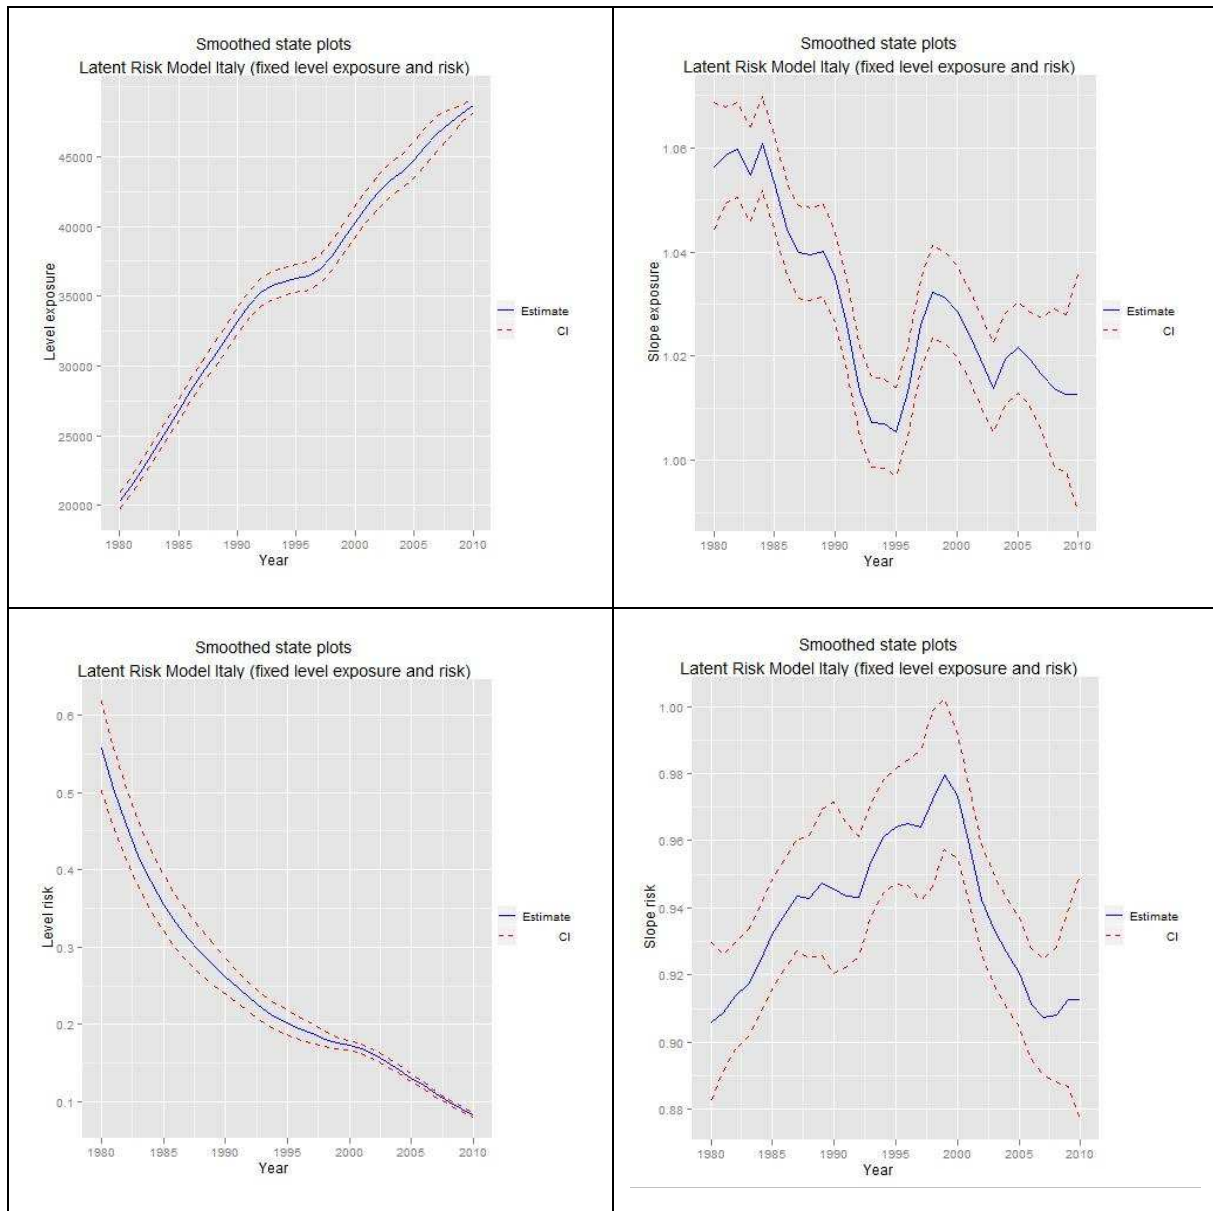 Smoothed state plots
Latent Risk Model Italy (fixed level exposure and risk)
Level exposure
45000
40000
35000
30000
25000
20000
1980 1985 1990 1995 2000 2005 2010
Year
Estimate
CI
Smoothed state plots
Latent Risk Model Italy (fixed level exposure and risk)
Slope exposure
1.06
1.04
1.02
1.00
1980 1985 1990 1995 2000 2005 2010
Year
Estimate
CI
Smoothed state plots
Latent Risk Model Italy (fixed level exposure and risk)
Level risk
0.6
0.5
0.4
0.3
0.2
0.1
1980 1985 1990 1995 2000 2005 2010
Year
Estimate
CI
Smoothed state plots
Latent Risk Model Italy (fixed level exposure and risk)
Slope risk
1.00
0.98
0.96
0.94
0.92
0.90
0.88
1980 1985 1990 1995 2000 2005 2010
Year
Estimate
CI